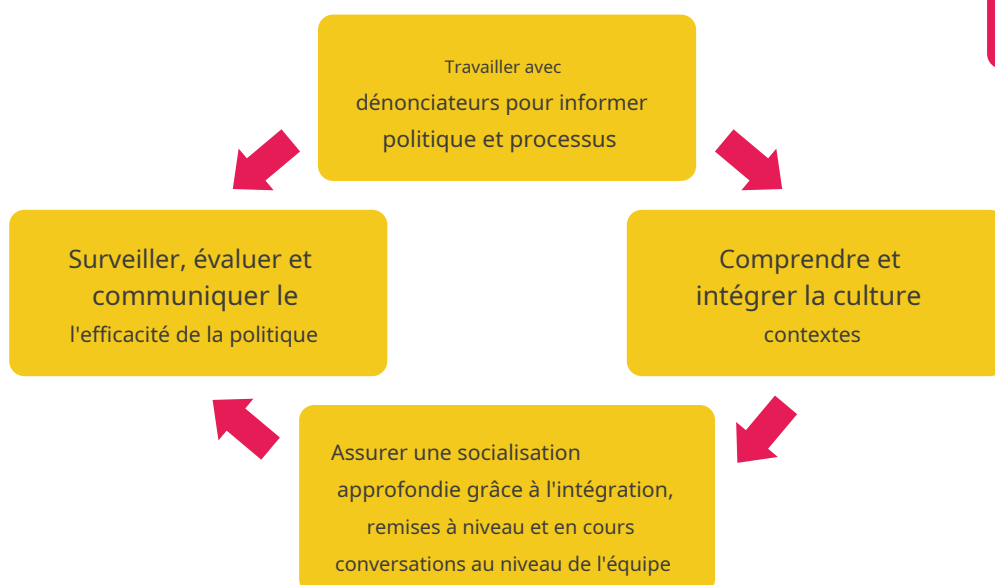 Travailler avec
dénonciateurs pour informer
politique et processus
Surveiller, évaluer et
communiquer le
l'efficacité de la politique
Comprendre et
intégrer la culture
contextes
Assurer une socialisation
approfondie grâce à l'intégration,
remises à niveau et en cours
conversations au niveau de l'équipe